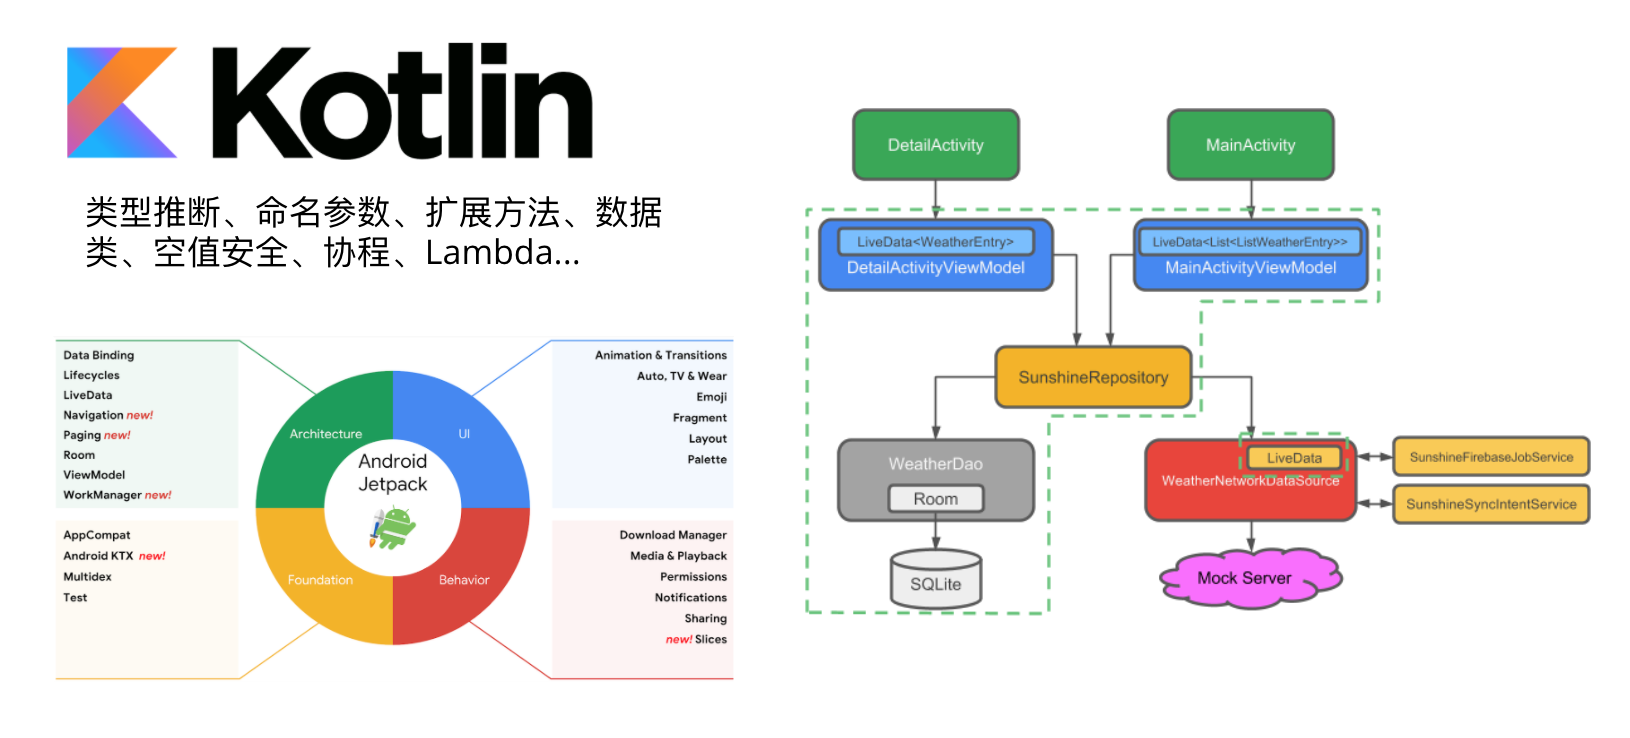 Kotlin
类型推断、命名参数、扩展方法、数据
类、空值安全、协程、Lambda...
Data Binding
Lifecycles
LiveData
Navigation new!
Paging new!
Room
ViewModel
WorkManager new!
AppCompat
Android KTX new!
Multidex
Test
Architecture
UI
Android
Jetpack
Foundation
Behavior
Animation & Transitions
Auto, TV & Wear
Emoji
Fragment
Layout
Palette
Download Manager
Media & Playback
Permissions
Notifications
Sharing
new! Slices
DetailActivity
MainActivity
LiveData<WeatherEntry>
DetailActivityViewModel
LiveData<List<ListWeatherEntry>>
MainActivityViewModel
SunshineRepository
WeatherDao
Room
SQLite
LiveData
WeatherNetworkDataSource
SunshineFirebaseJobService
SunshineSyncIntentService
Mock Server